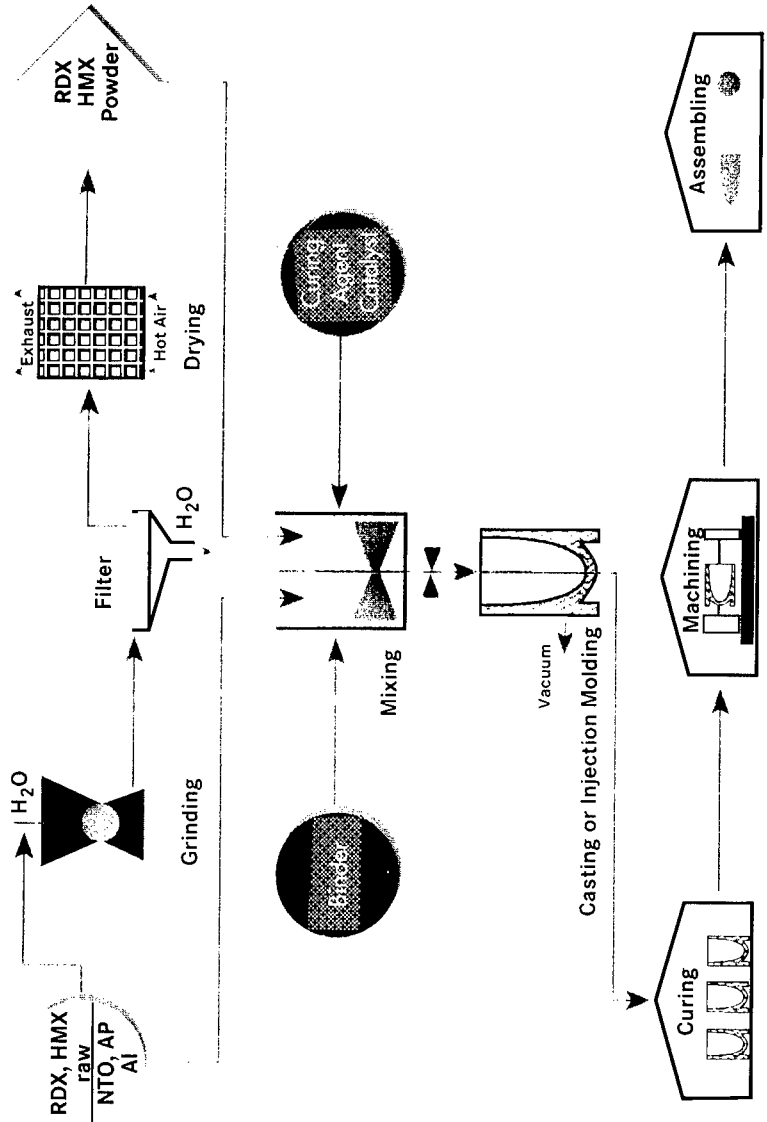 RDX, HMX
raw
NTO, AP
Al
H₂O
Grinding
Filter
H₂O
Exhaust
Hot Air
Drying
RDX
HMX
Powder
Binder
Mixing
Curing
Agent
Catalyst
Vacuum
Casting or Injection Molding
Curing
Machining
Assembling